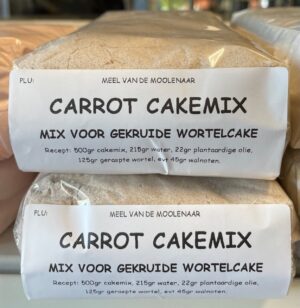 PLU: MEEL VAN DE MOOLENAAR
CARROT CAKEMIX
MIX VOOR GEKRUIDE WORTELCAKE
Recept: 500gr cakemix, 215gr water, 22gr plantaardige olie,
125gr geraspte wortel, evt 45gr walnoten.
PLU: MEEL VAN DE MOOLENAAR
CARROT CAKEMIX
MIX VOOR GEKRUIDE WORTELCAKE
Recept: 500gr cakemix, 215gr water, 22gr plantaardige olie,
125gr geraspte wortel, evt 45gr walnoten.